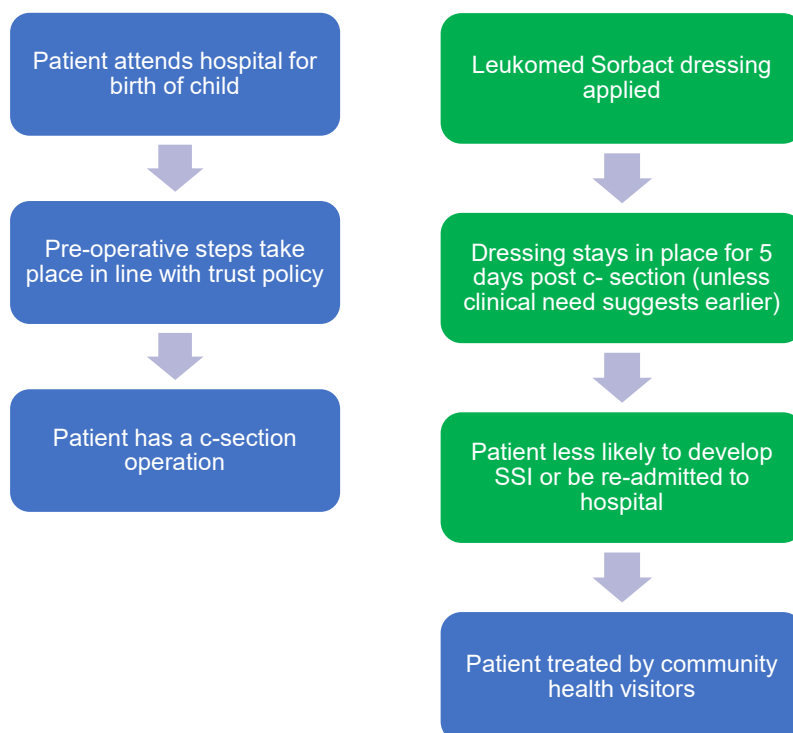 Patient attends hospital for
birth of child
Pre-operative steps take
place in line with trust policy
Patient has a c-section
operation
Leukomed Sorbact dressing
applied
Dressing stays in place for 5
days post c- section (unless
clinical need suggests earlier)
Patient less likely to develop
SSI or be re-admitted to
hospital
Patient treated by community
health visitors